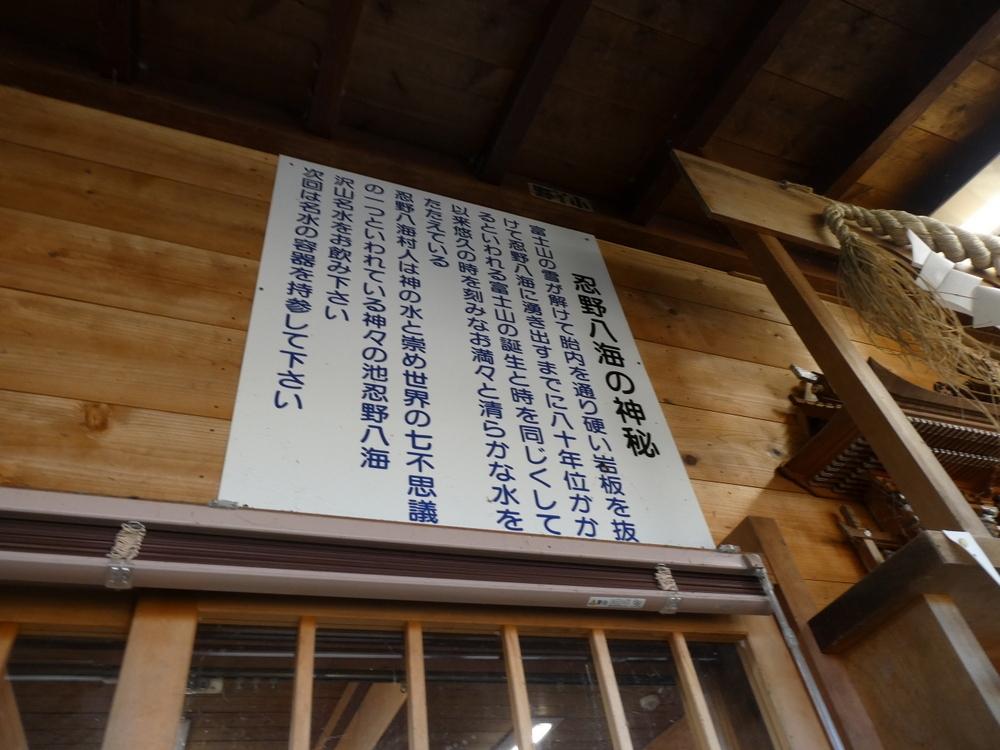 忍野八海の神秘
富士山の雪が解けて胎内を通り硬い岩板を抜
けて忍野八海に湧き出すまでに八十年位かか
るといわれる富士山の誕生と時を同じくして
以来悠久の時を刻みなお満々と清らかな水を
たたえている
忍野八海村人は神の水と崇め世界の七不思議
の一つといわれている神々の池忍野八海
沢山名水をお飲み下さい
次回は名水の容器を持参して下さい